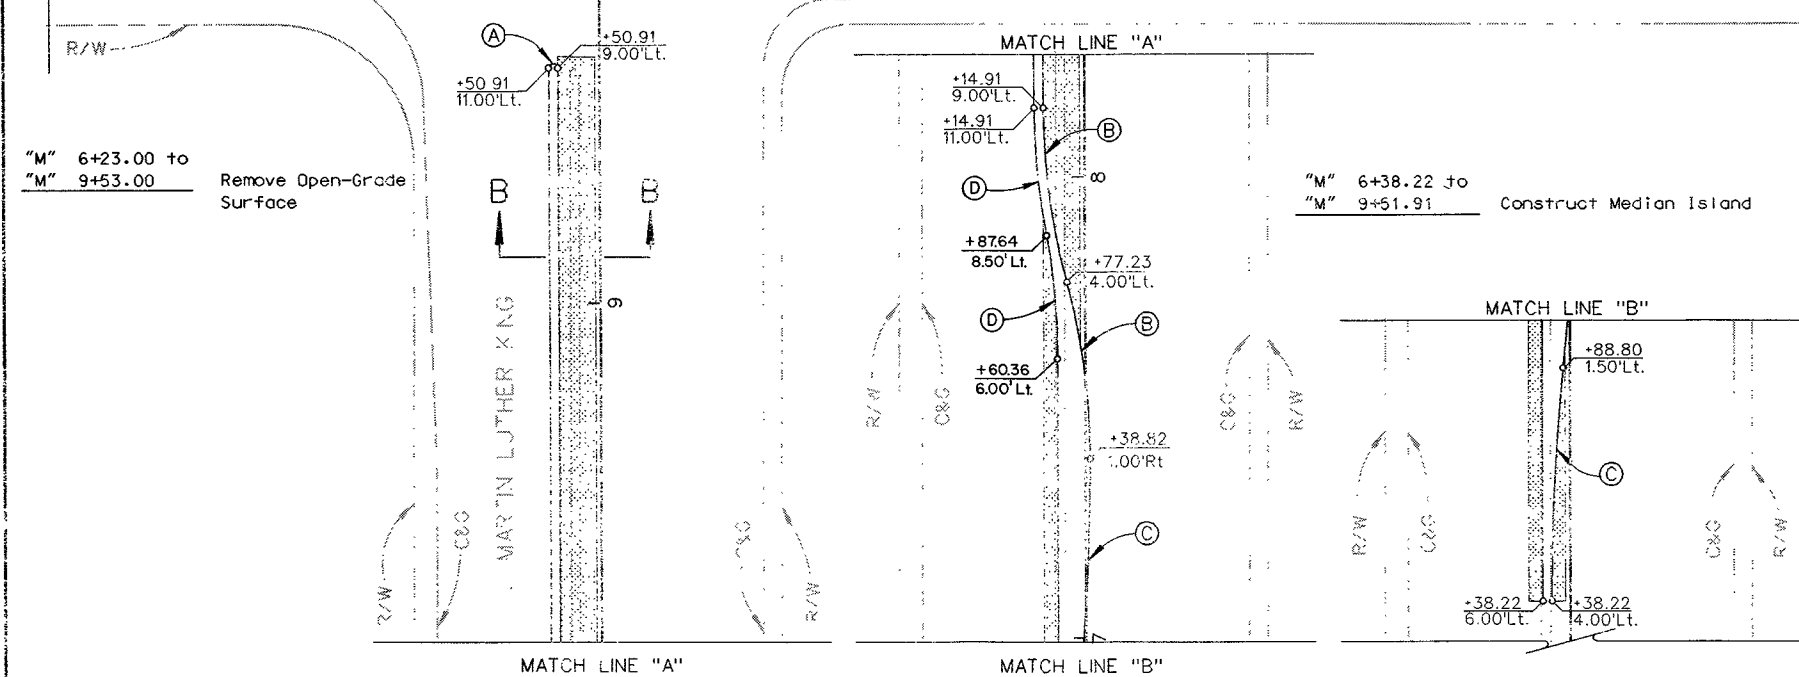 R/W
A
+50.91
9.00'Lt.
+50 91
11.00'Lt.
"M" 6+23.00 to
"M" 9+53.00 Remove Open-Grade
Surface
B B
9
MARTIN LUTHER KING
R/W
C&G
C&G
R/W
MATCH LINE "A"
MATCH LINE "A"
+14.91
9.00'Lt.
+14.91
11.00'Lt.
B
D
8
+87.64
8.50'Lt.
+77.23
4.00'Lt.
D
B
+60.36
6.00'Lt.
R/W
C&G
C&G
R/W
+38.82
1.00'Rt
C
7
MATCH LINE "B"
"M" 6+38.22 to
"M" 9+51.91 Construct Median Island
MATCH LINE "B"
+88.80
1.50'Lt.
C
R/W
C&G
C&G
R/W
+38.22
6.00'Lt.
+38.22
4.00'Lt.